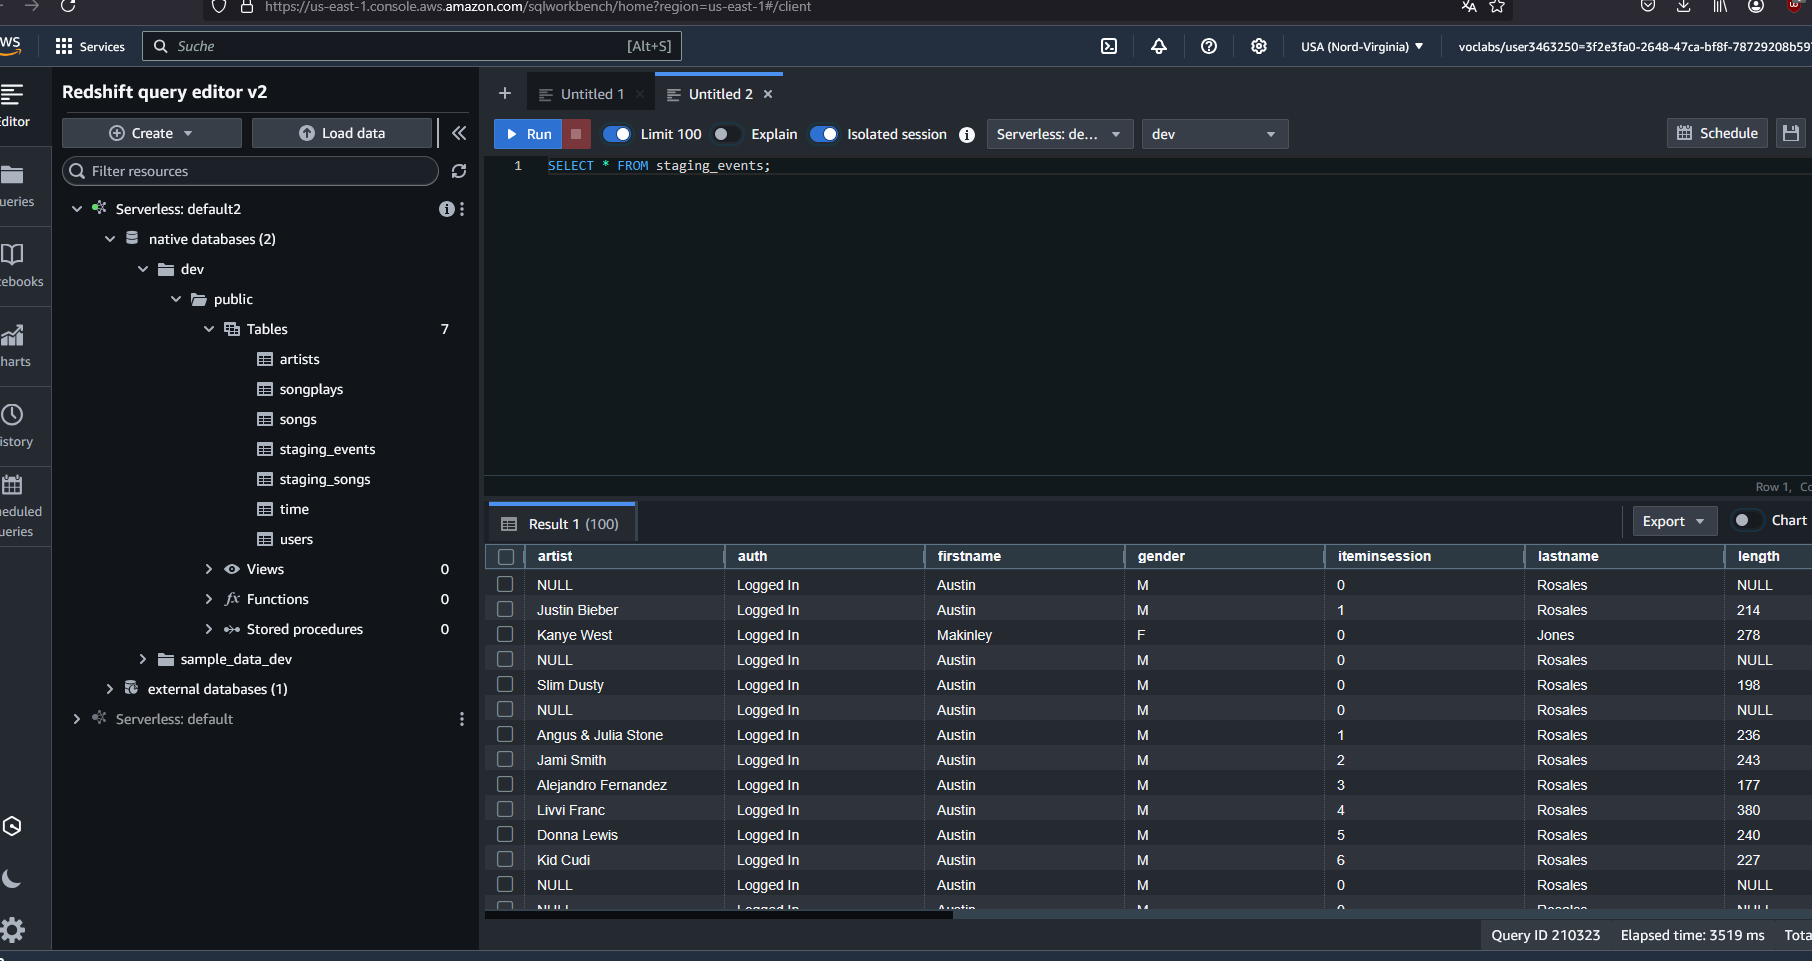 https://us-east-1.console.aws.amazon.com/sqlworkbench/home?region=us-east-1#/client
Services
Suche
[Alt+S]
USA (Nord-Virginia)
voclabs/user3463250=3f2e3fa0-2648-47ca-bf8f-78729208b59
Redshift query editor v2
Create
Load data
Filter resources
Serverless: default2
native databases (2)
dev
public
Tables 7
artists
songplays
songs
staging_events
staging_songs
time
users
Views 0
Functions 0
Stored procedures 0
sample_data_dev
external databases (1)
Serverless: default
Untitled 1
Untitled 2
Run
Limit 100
Explain
Isolated session
Serverless: de...
dev
Schedule
1 SELECT * FROM staging_events;
Row 1,
Result 1 (100)
Export
Chart
artist auth firstname gender iteminsession lastname length
NULL Logged In Austin M 0 Rosales NULL
Justin Bieber Logged In Austin M 1 Rosales 214
Kanye West Logged In Makinley F 0 Jones 278
NULL Logged In Austin M 0 Rosales NULL
Slim Dusty Logged In Austin M 0 Rosales 198
NULL Logged In Austin M 0 Rosales NULL
Angus & Julia Stone Logged In Austin M 1 Rosales 236
Jami Smith Logged In Austin M 2 Rosales 243
Alejandro Fernandez Logged In Austin M 3 Rosales 177
Livvi Franc Logged In Austin M 4 Rosales 380
Donna Lewis Logged In Austin M 5 Rosales 240
Kid Cudi Logged In Austin M 6 Rosales 227
NULL Logged In Austin M 0 Rosales NULL
Query ID 210323
Elapsed time: 3519 ms